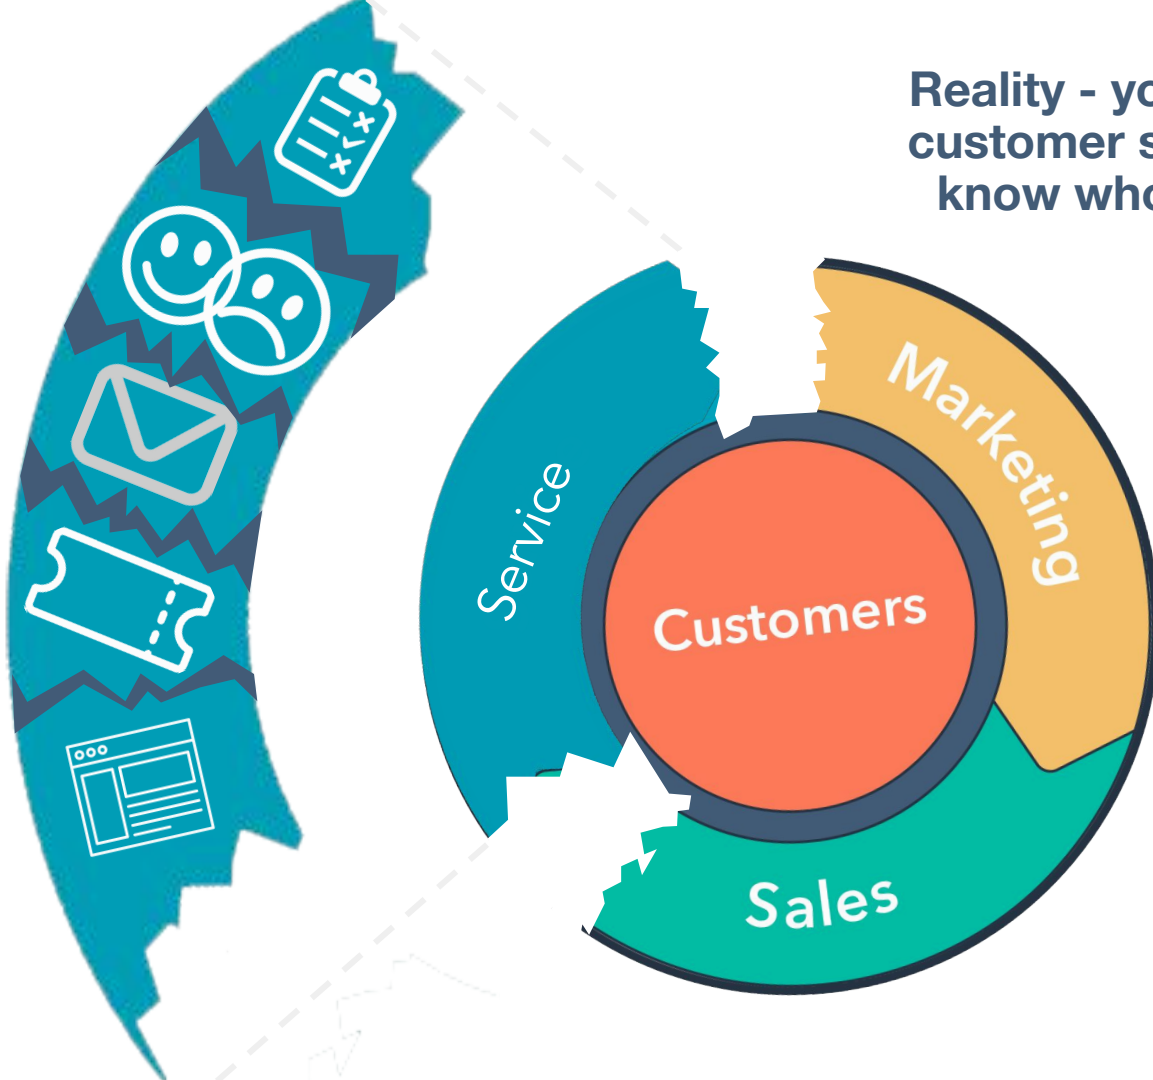 Reality - yo
customer s
know who
Marketing
Service
Customers
Sales